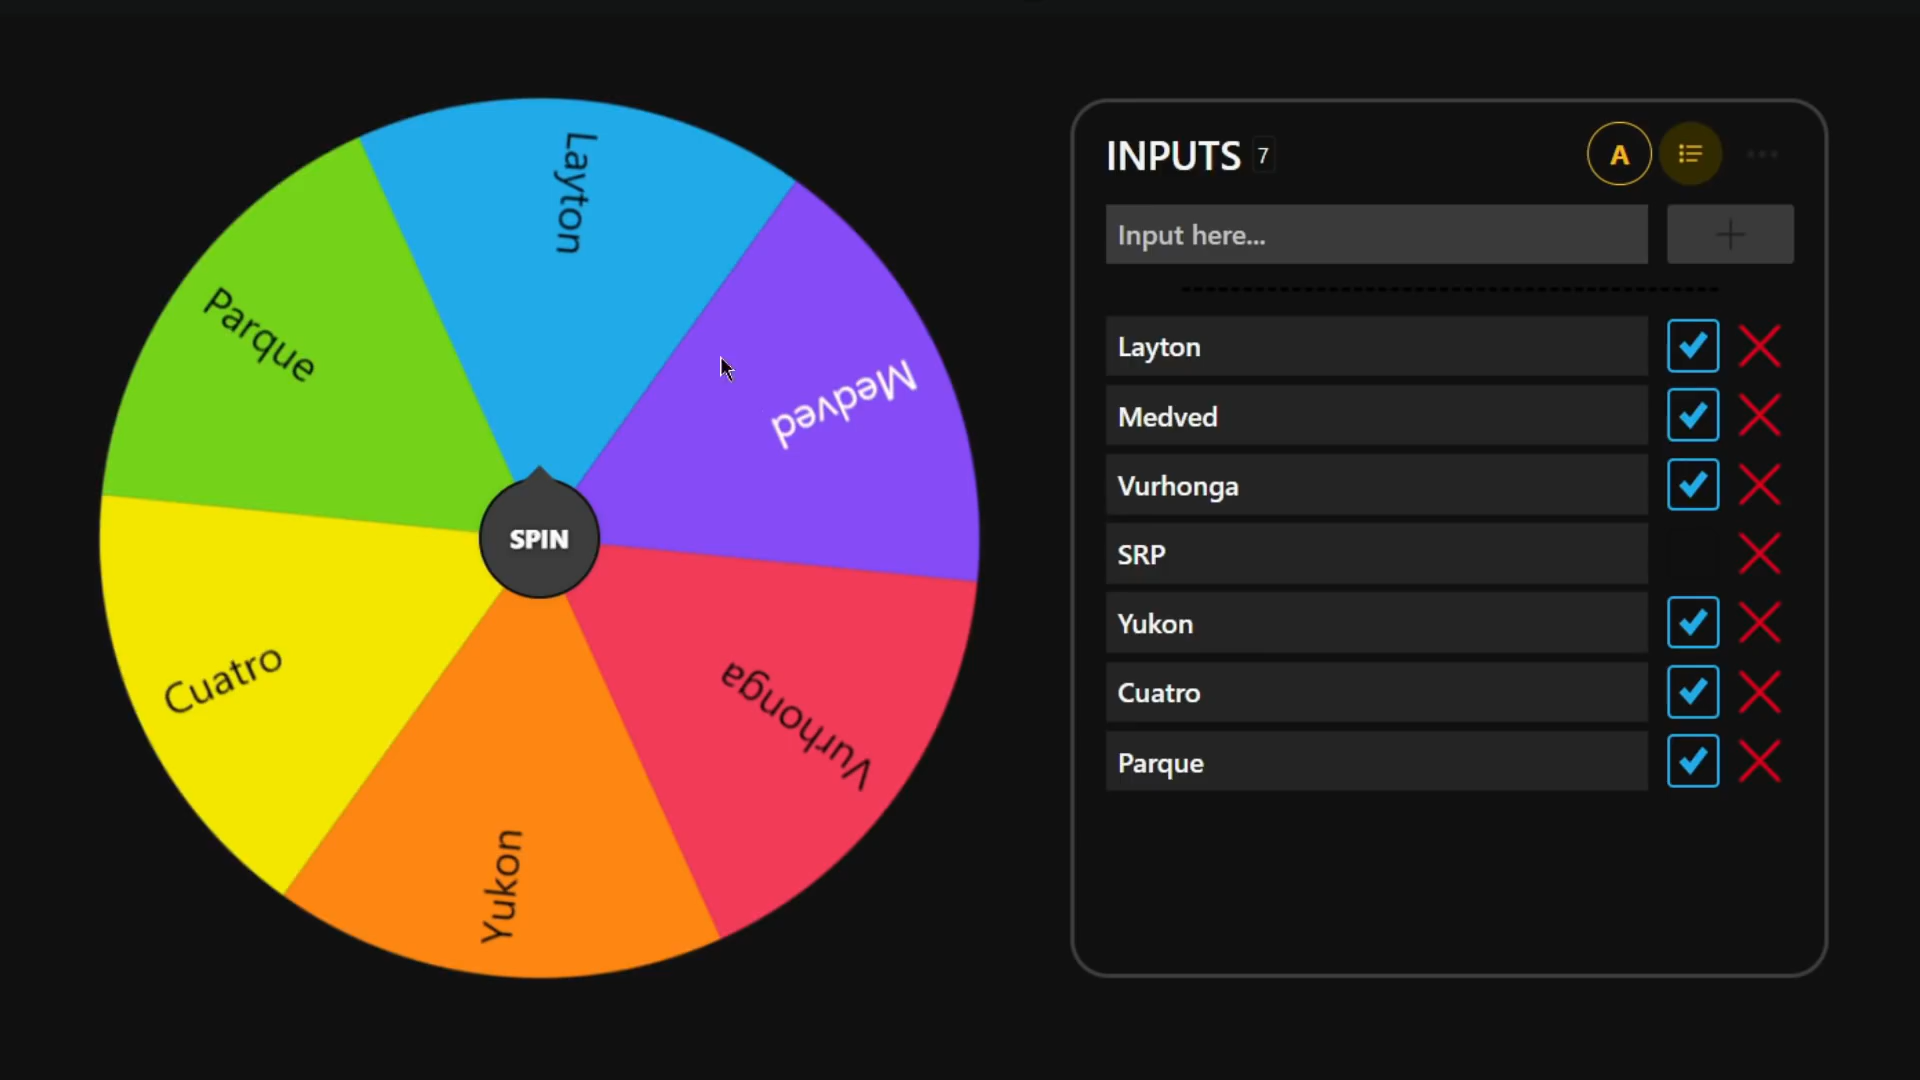 Layton
Medved
Parque
SPIN
Cuatro
Vurhonga
Yukon
INPUTS 7
A
Input here...
+
Layton
Medved
Vurhonga
SRP
Yukon
Cuatro
Parque